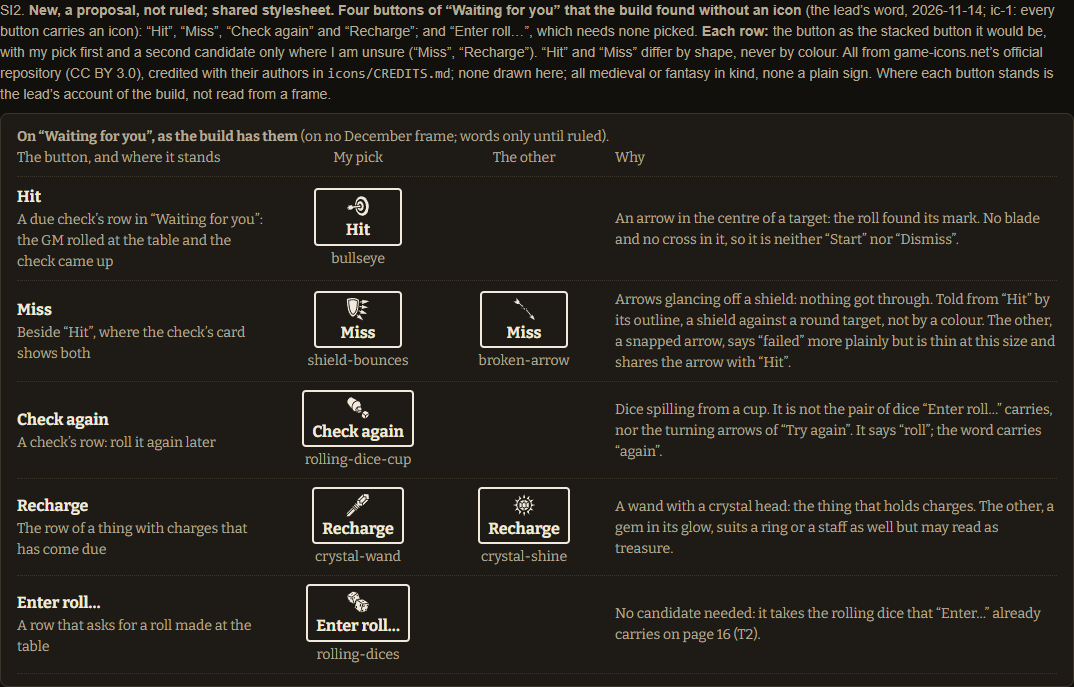 SI2. New, a proposal, not ruled; shared stylesheet. Four buttons of “Waiting for you” that the build found without an icon (the lead’s word, 2026-11-14; ic-1: every
button carries an icon): “Hit”, “Miss”, “Check again” and “Recharge”; and “Enter roll…”, which needs none picked. Each row: the button as the stacked button it would be,
with my pick first and a second candidate only where I am unsure (“Miss”, “Recharge”). “Hit” and “Miss” differ by shape, never by colour. All from game-icons.net’s official
repository (CC BY 3.0), credited with their authors in icons/CREDITS.md; none drawn here; all medieval or fantasy in kind, none a plain sign. Where each button stands is
the lead’s account of the build, not read from a frame.
On “Waiting for you”, as the build has them (on no December frame; words only until ruled).
The button, and where it stands
My pick
The other
Why
Hit
A due check’s row in “Waiting for you”:
the GM rolled at the table and the
check came up
Hit
bullseye
An arrow in the centre of a target: the roll found its mark. No blade
and no cross in it, so it is neither “Start” nor “Dismiss”.
Miss
Beside “Hit”, where the check’s card
shows both
Miss
shield-bounces
Miss
broken-arrow
Arrows glancing off a shield: nothing got through. Told from “Hit” by
its outline, a shield against a round target, not by a colour. The other,
a snapped arrow, says “failed” more plainly but is thin at this size and
shares the arrow with “Hit”.
Check again
A check’s row: roll it again later
Check again
rolling-dice-cup
Dice spilling from a cup. It is not the pair of dice “Enter roll…” carries,
nor the turning arrows of “Try again”. It says “roll”; the word carries
“again”.
Recharge
The row of a thing with charges that
has come due
Recharge
crystal-wand
Recharge
crystal-shine
A wand with a crystal head: the thing that holds charges. The other, a
gem in its glow, suits a ring or a staff as well but may read as
treasure.
Enter roll…
A row that asks for a roll made at the
table
Enter roll…
rolling-dices
No candidate needed: it takes the rolling dice that “Enter…” already
carries on page 16 (T2).